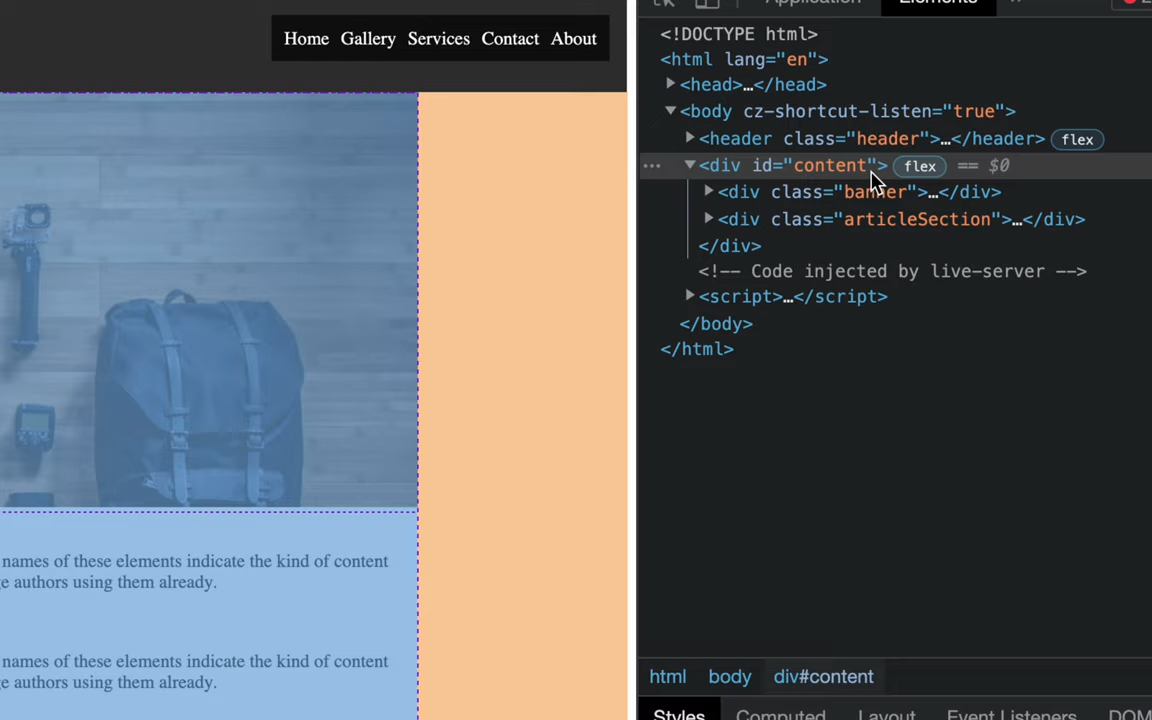 Home Gallery Services Contact About
names of these elements indicate the kind of content
ge authors using them already.
names of these elements indicate the kind of content
ge authors using them already.
Application Elements »
<!DOCTYPE html>
<html lang="en">
<head>…</head>
<body cz-shortcut-listen="true">
<header class="header">…</header> flex
<div id="content"> flex == $0
<div class="banner">…</div>
<div class="articleSection">…</div>
</div>
<!-- Code injected by live-server -->
<script>…</script>
</body>
</html>
html body div#content
Styles Computed Layout Event Listeners DOM